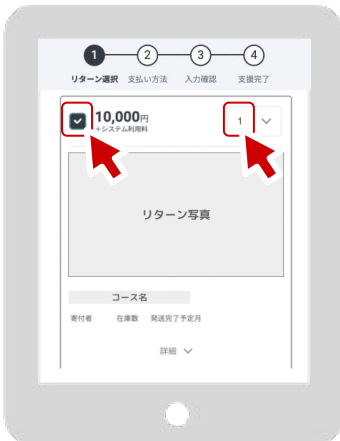 1 2 3 4
リターン選択 支払い方法 入力確認 支援完了
10,000円
+システム利用料
1
リターン写真
コース名
寄付者 在庫数 発送完了予定月
詳細